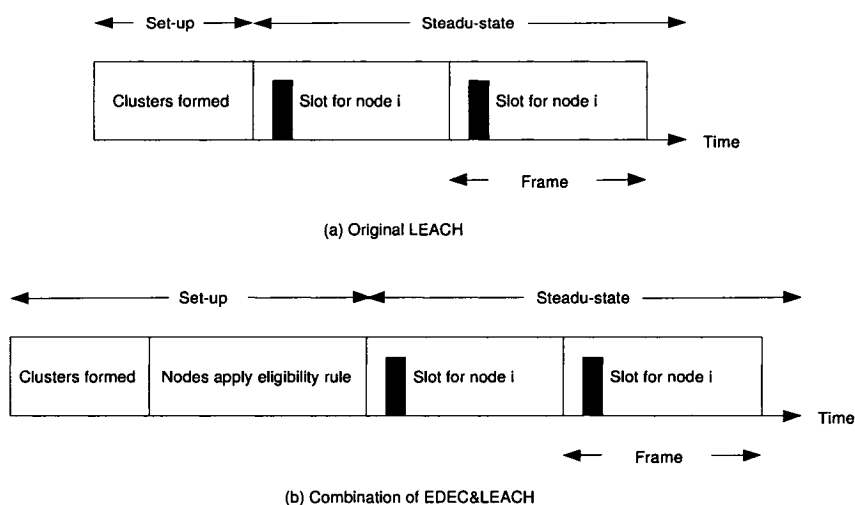 Set-up Steadu-state
Clusters formed Slot for node i Slot for node i
Time
Frame
(a) Original LEACH
Set-up Steadu-state
Clusters formed Nodes apply eligibility rule Slot for node i Slot for node i
Time
Frame
(b) Combination of EDEC&LEACH